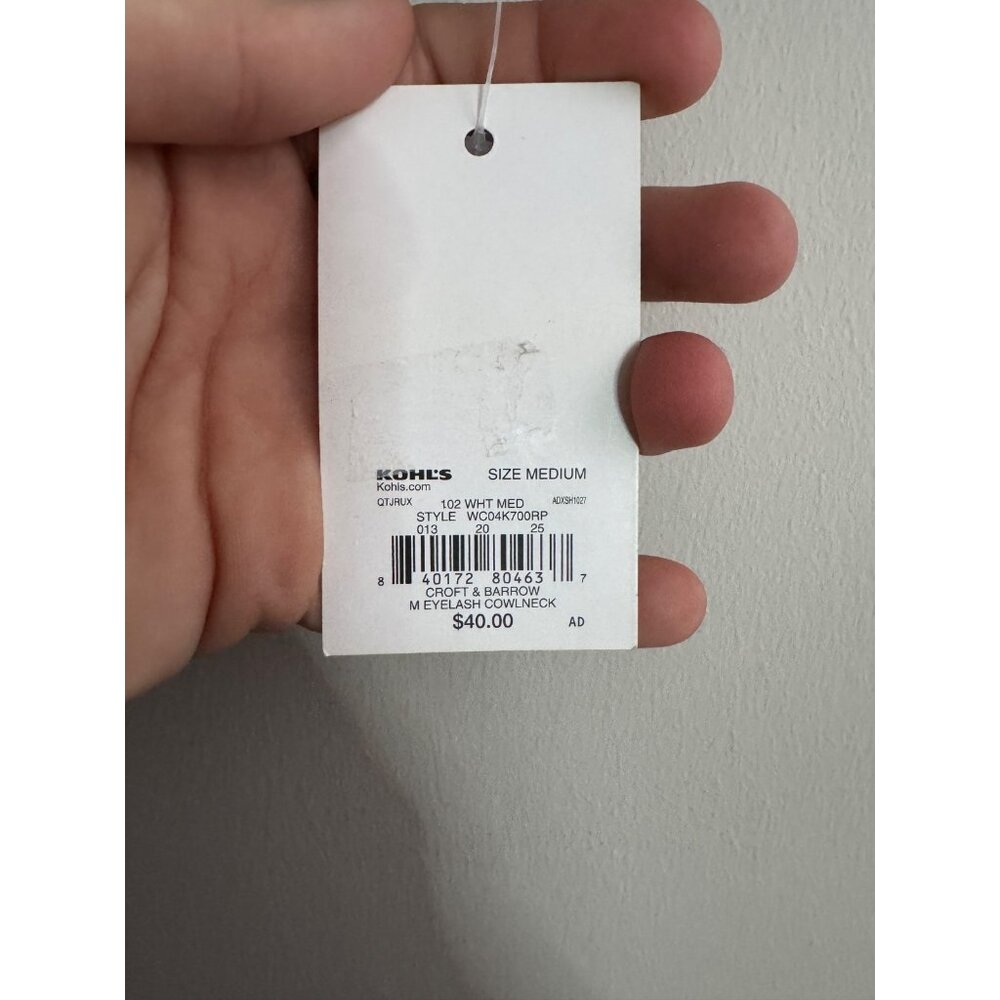 KOHL'S SIZE MEDIUM
Kohls.com
QTJRUX 102 WHT MED ADXSH1027
STYLE WC04K700RP
013 20 25
8 40172 80463 7
CROFT & BARROW
M EYELASH COWLNECK
$40.00 AD